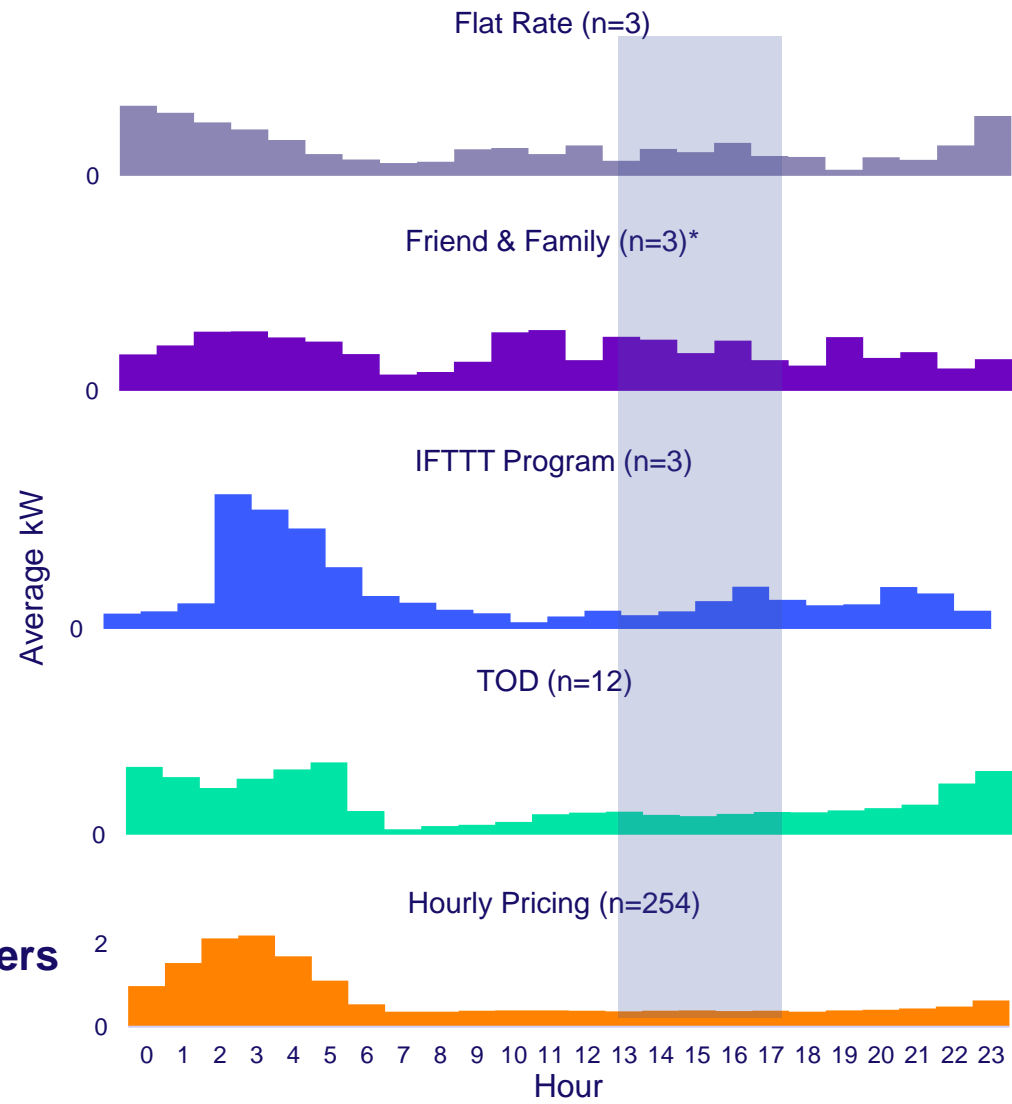 Flat Rate (n=3)
0
Friend & Family (n=3)*
0
IFTTT Program (n=3)
Average kW
0
TOD (n=12)
0
Hourly Pricing (n=254)
ers
2
0
0 1 2 3 4 5 6 7 8 9 10 11 12 13 14 15 16 17 18 19 20 21 22 23
Hour